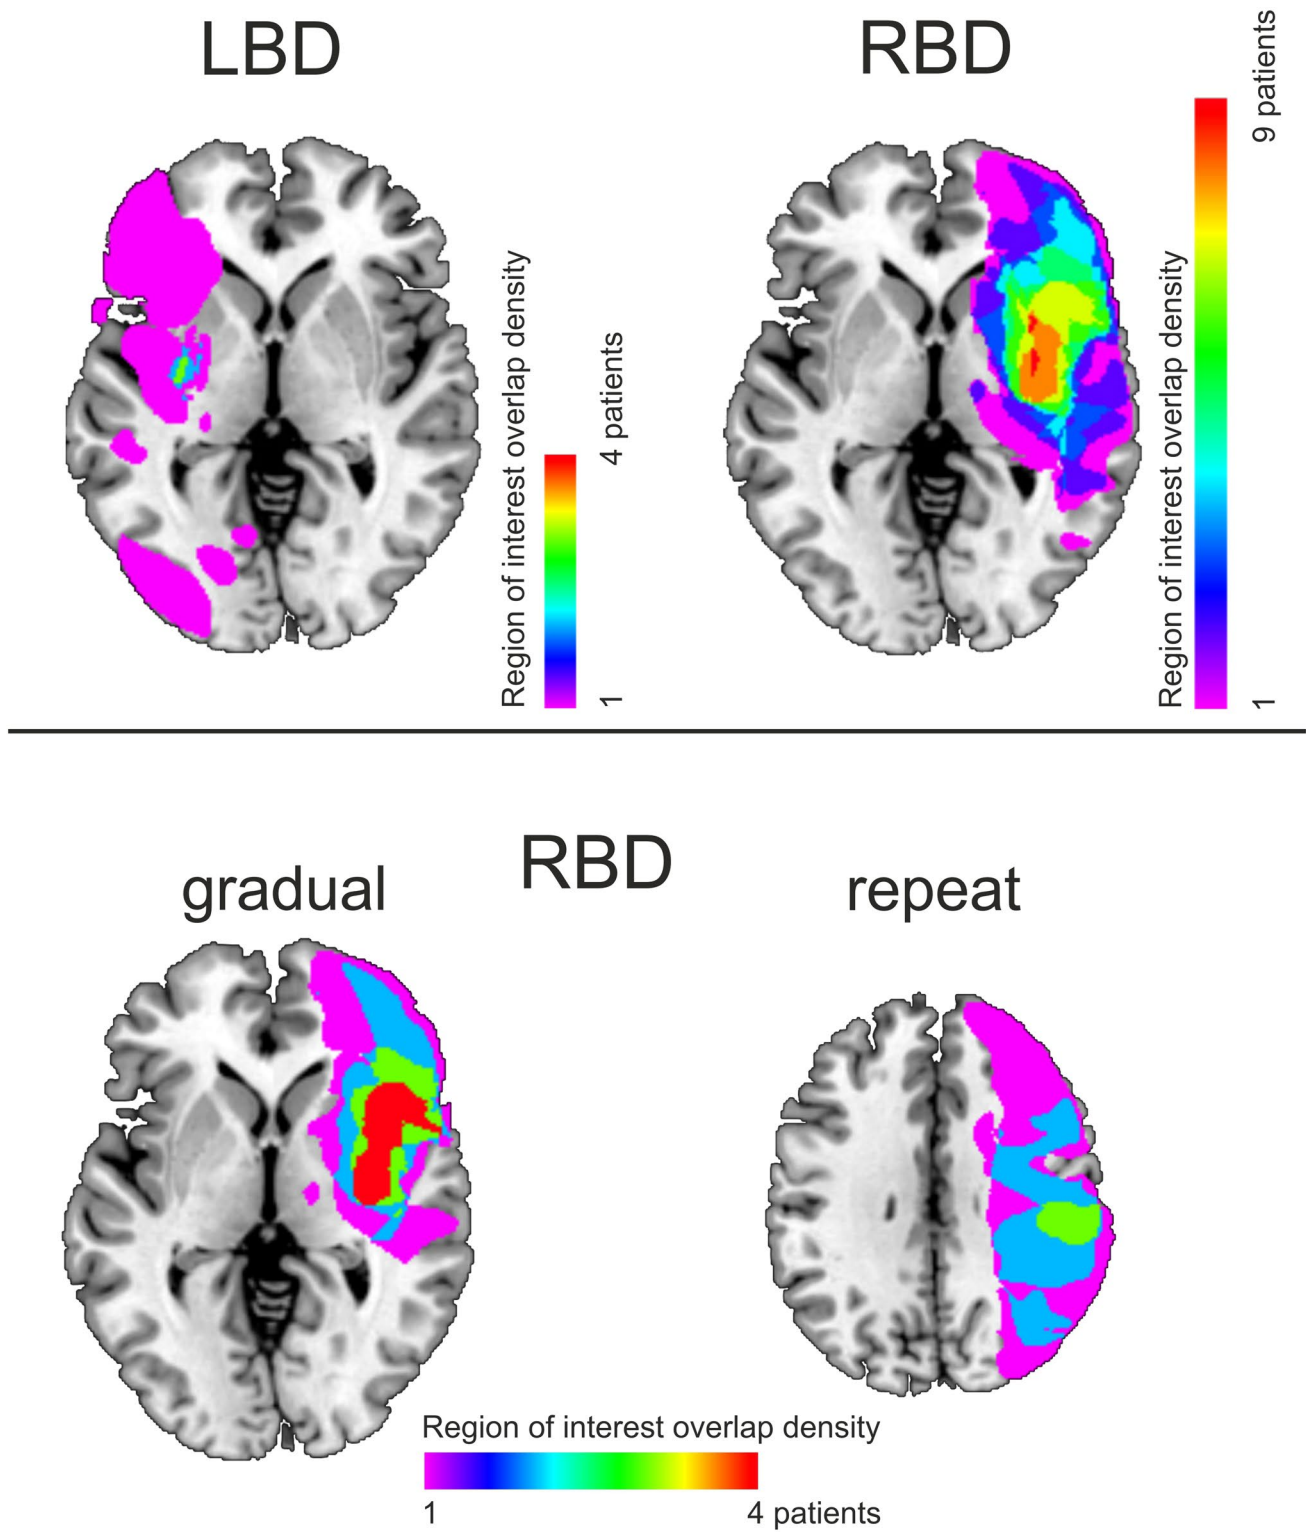 LBD
RBD
Region of interest overlap density
1
4 patients
Region of interest overlap density
1
9 patients
RBD
gradual
repeat
Region of interest overlap density
1
4 patients